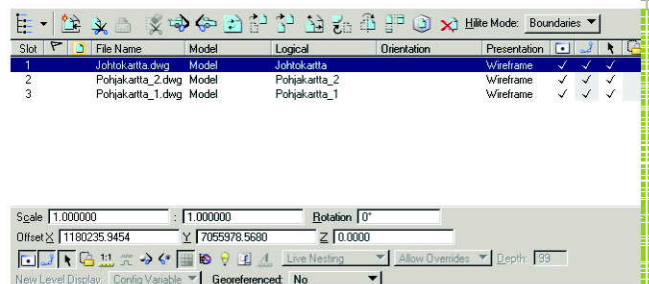 Hilite Mode: Boundaries
Slot File Name Model Logical Orientation Presentation
1 Johtokartta.dwg Model Johtokartta Wireframe
2 Pohjakartta_2.dwg Model Pohjakartta_2 Wireframe
3 Pohjakartta_1.dwg Model Pohjakartta_1 Wireframe
Scale 1.000000 : 1.000000 Rotation 0°
Offset X 1180235.9454 Y 7055978.5680 Z 0.0000
1:1 Live Nesting Allow Overrides Depth: 99
New Level Display: Config Variable Georeferenced: No